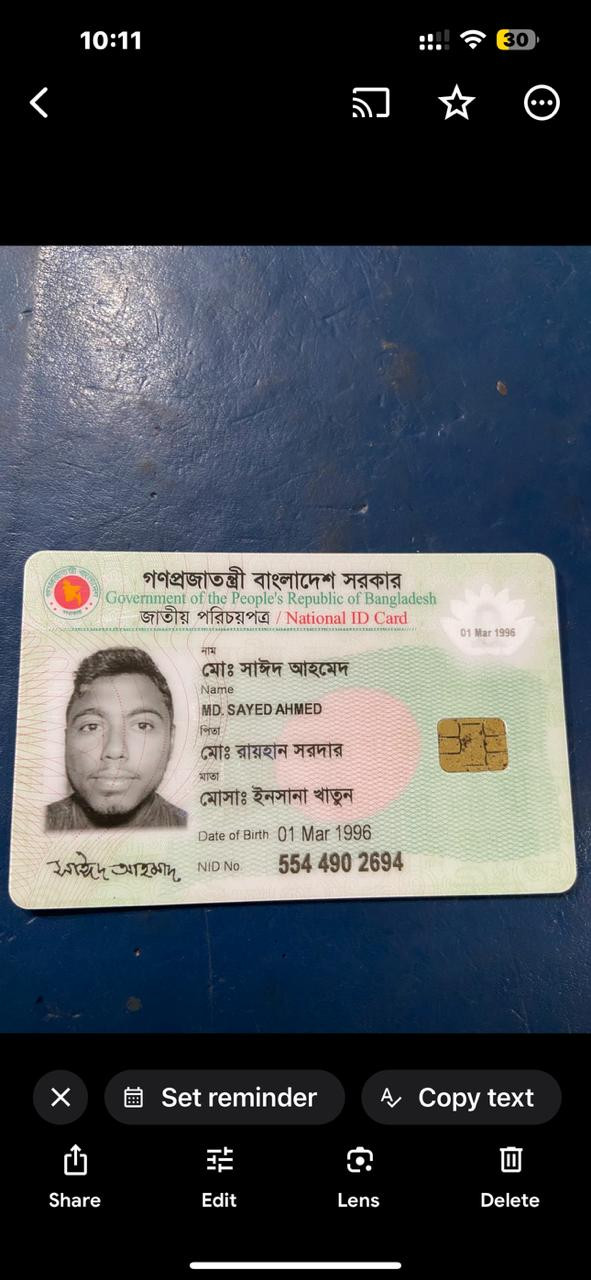 10:11
30
গণপ্রজাতন্ত্রী বাংলাদেশ সরকার
Government of the People's Republic of Bangladesh
জাতীয় পরিচয়পত্র / National ID Card
01 Mar 1996
নাম
মোঃ সাঈদ আহমেদ
Name
MD. SAYED AHMED
পিতা
মোঃ রায়হান সরদার
মাতা
মোসাঃ ইনসানা খাতুন
Date of Birth 01 Mar 1996
সাঈদ আহমাদ
NID No. 554 490 2694
Set reminder
Copy text
Share
Edit
Lens
Delete